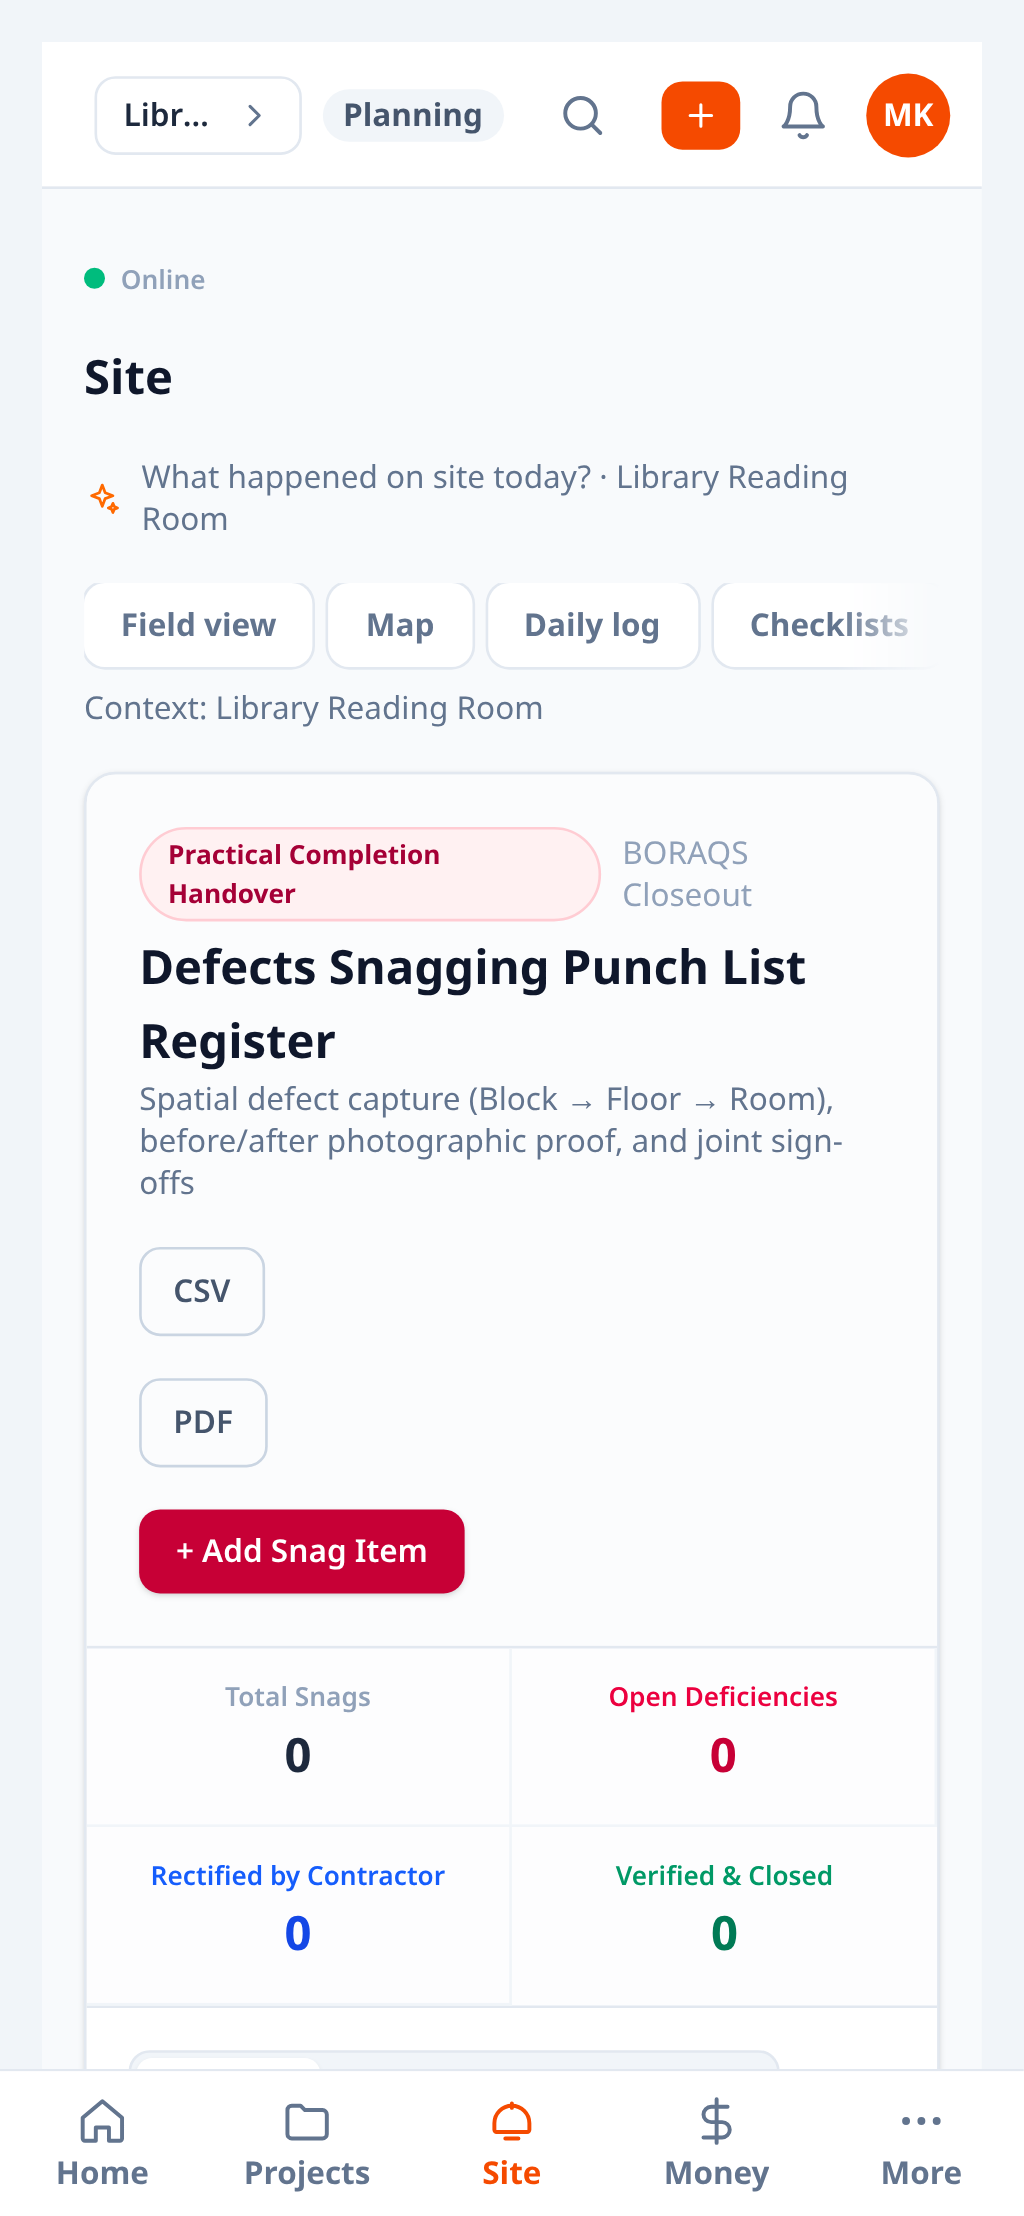 Libr...
Planning
+
MK
Online
Site
What happened on site today? · Library Reading
Room
Field view
Map
Daily log
Checklists
Context: Library Reading Room
Practical Completion
Handover
BORAQS
Closeout
Defects Snagging Punch List
Register
Spatial defect capture (Block → Floor → Room),
before/after photographic proof, and joint sign-
offs
CSV
PDF
+ Add Snag Item
Total Snags
0
Open Deficiencies
0
Rectified by Contractor
0
Verified & Closed
0
Home
Projects
Site
Money
More